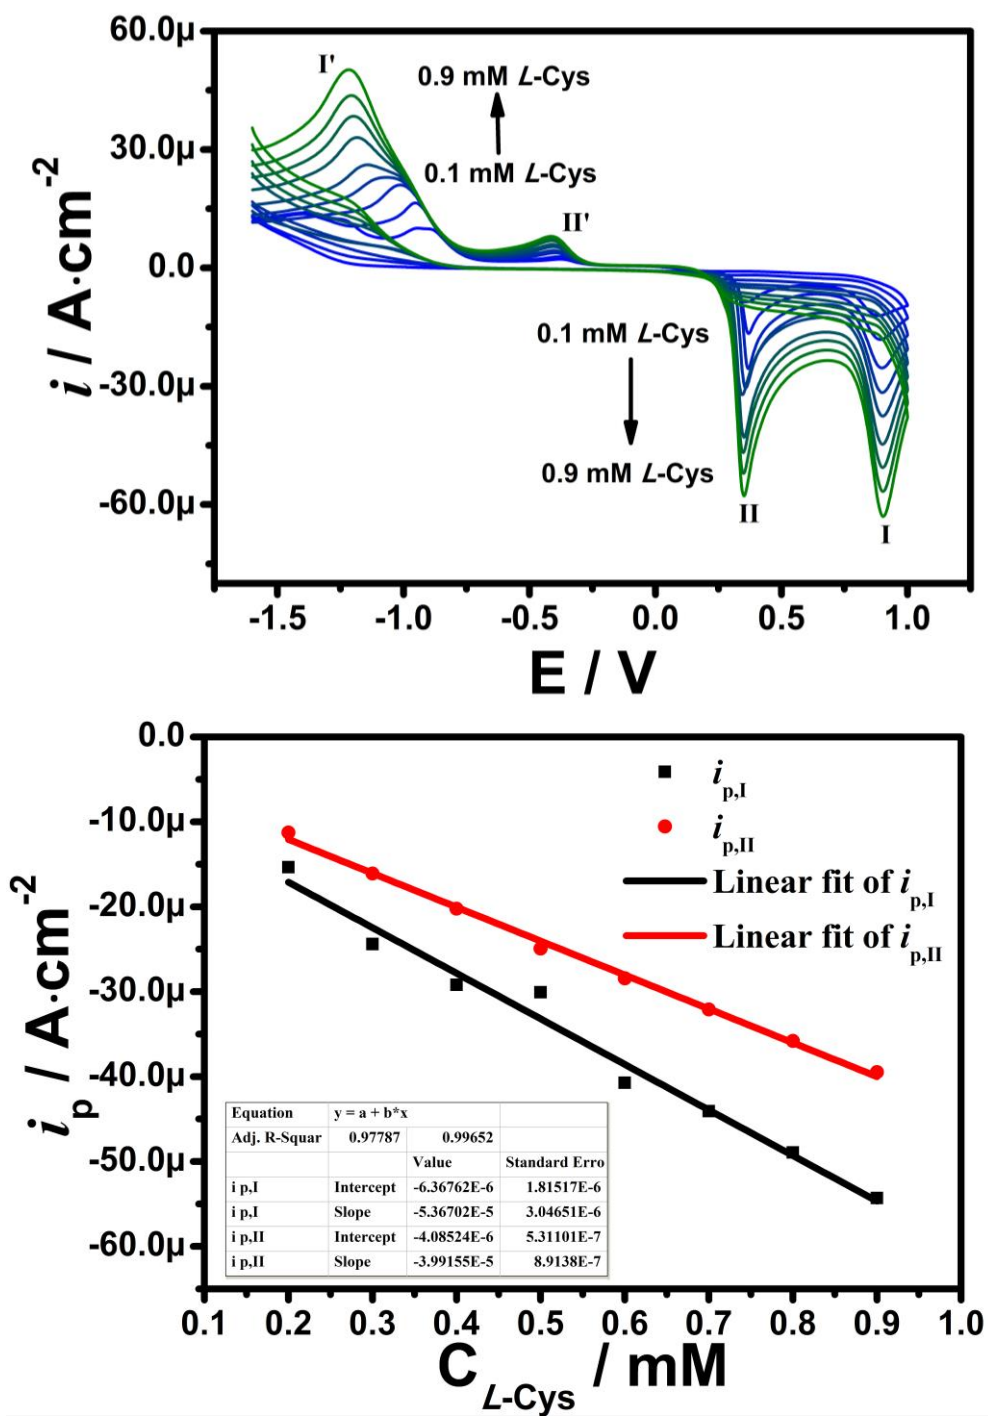 60.0µ
30.0µ
0.0
-30.0µ
-60.0µ
i / A·cm-2
I'
0.9 mM L-Cys
0.1 mM L-Cys
II'
0.1 mM L-Cys
0.9 mM L-Cys
II
I
-1.5 -1.0 -0.5 0.0 0.5 1.0
E / V
0.0
-10.0µ
-20.0µ
-30.0µ
-40.0µ
-50.0µ
-60.0µ
ip / A·cm-2
ip,I
ip,II
Linear fit of ip,I
Linear fit of ip,II
Equation y = a + b*x
Adj. R-Squar 0.97787 0.99652
Value Standard Erro
i p,I Intercept -6.36762E-6 1.81517E-6
i p,I Slope -5.36702E-5 3.04651E-6
i p,II Intercept -4.08524E-6 5.31101E-7
i p,II Slope -3.99155E-5 8.9138E-7
0.1 0.2 0.3 0.4 0.5 0.6 0.7 0.8 0.9 1.0
C L-Cys / mM